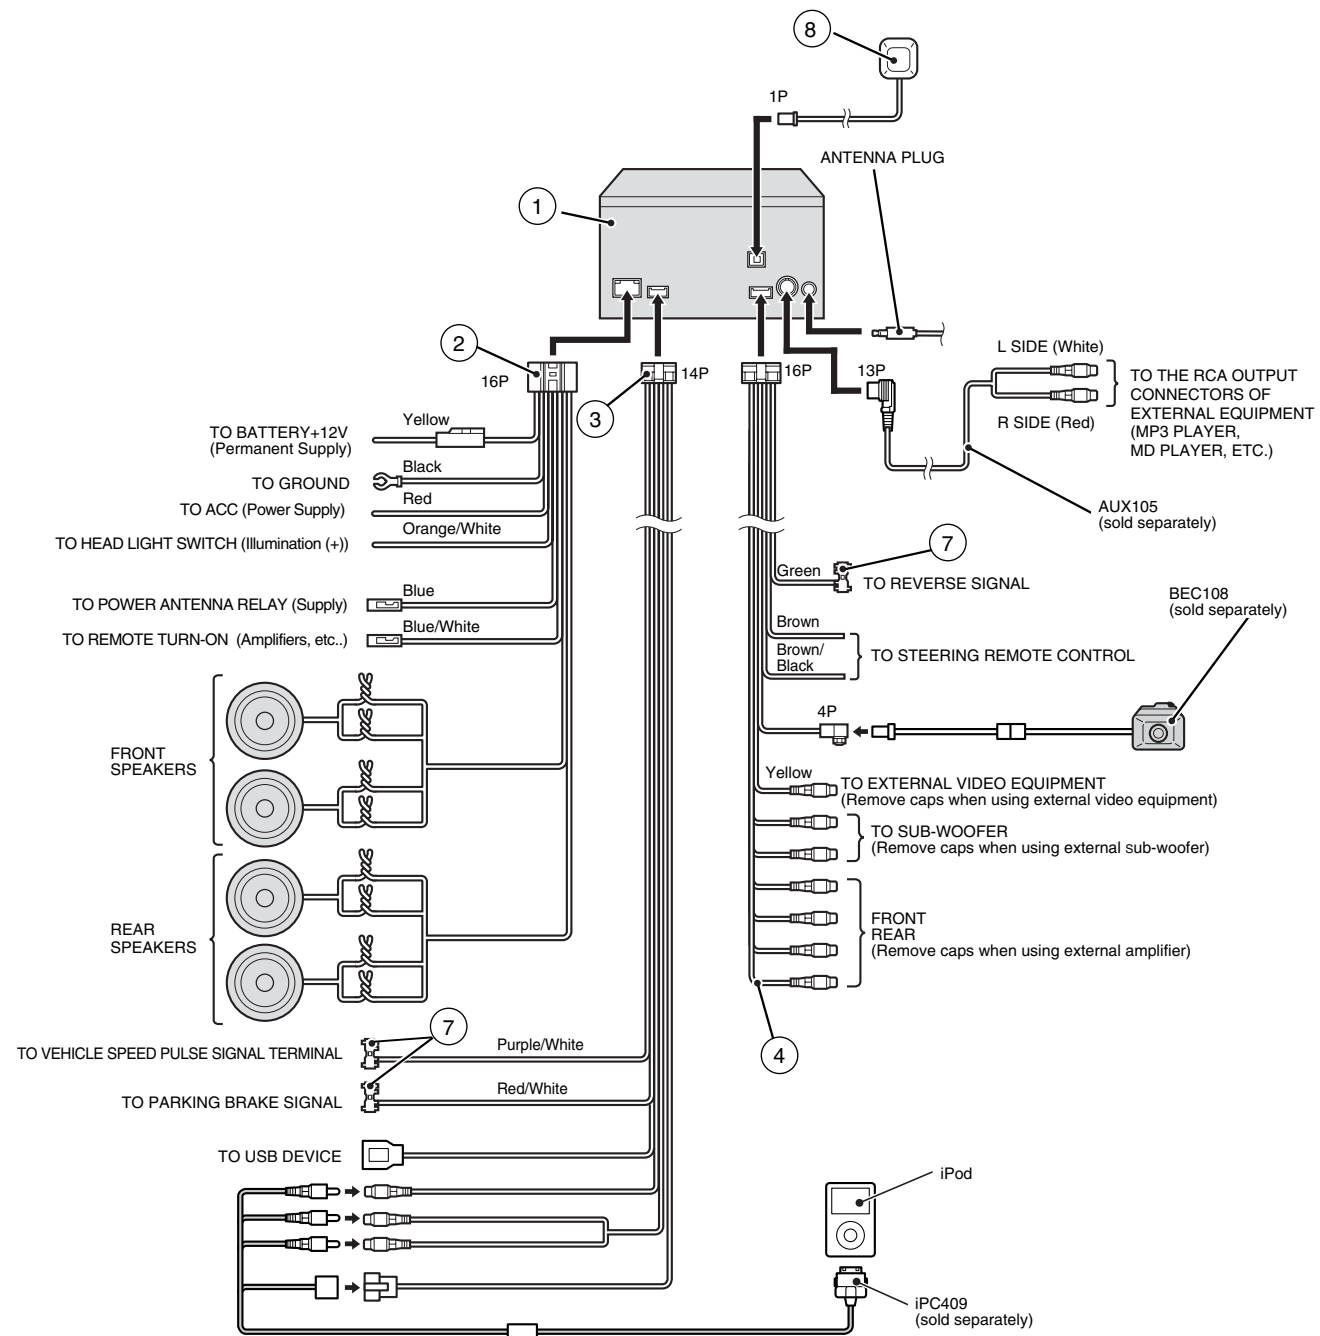 8
1P
ANTENNA PLUG
1
2
16P
3
14P
16P
13P
L SIDE (White)
R SIDE (Red)
TO THE RCA OUTPUT
CONNECTORS OF
EXTERNAL EQUIPMENT
(MP3 PLAYER,
MD PLAYER, ETC.)
AUX105
(sold separately)
Yellow
TO BATTERY+12V
(Permanent Supply)
Black
TO GROUND
Red
TO ACC (Power Supply)
Orange/White
TO HEAD LIGHT SWITCH (Illumination (+))
Blue
TO POWER ANTENNA RELAY (Supply)
Blue/White
TO REMOTE TURN-ON (Amplifiers, etc..)
FRONT
SPEAKERS
REAR
SPEAKERS
7
Green
TO REVERSE SIGNAL
BEC108
(sold separately)
Brown
Brown/
Black
TO STEERING REMOTE CONTROL
4P
Yellow
TO EXTERNAL VIDEO EQUIPMENT
(Remove caps when using external video equipment)
TO SUB-WOOFER
(Remove caps when using external sub-woofer)
FRONT
REAR
(Remove caps when using external amplifier)
4
7
TO VEHICLE SPEED PULSE SIGNAL TERMINAL
Purple/White
TO PARKING BRAKE SIGNAL
Red/White
TO USB DEVICE
iPod
iPC409
(sold separately)